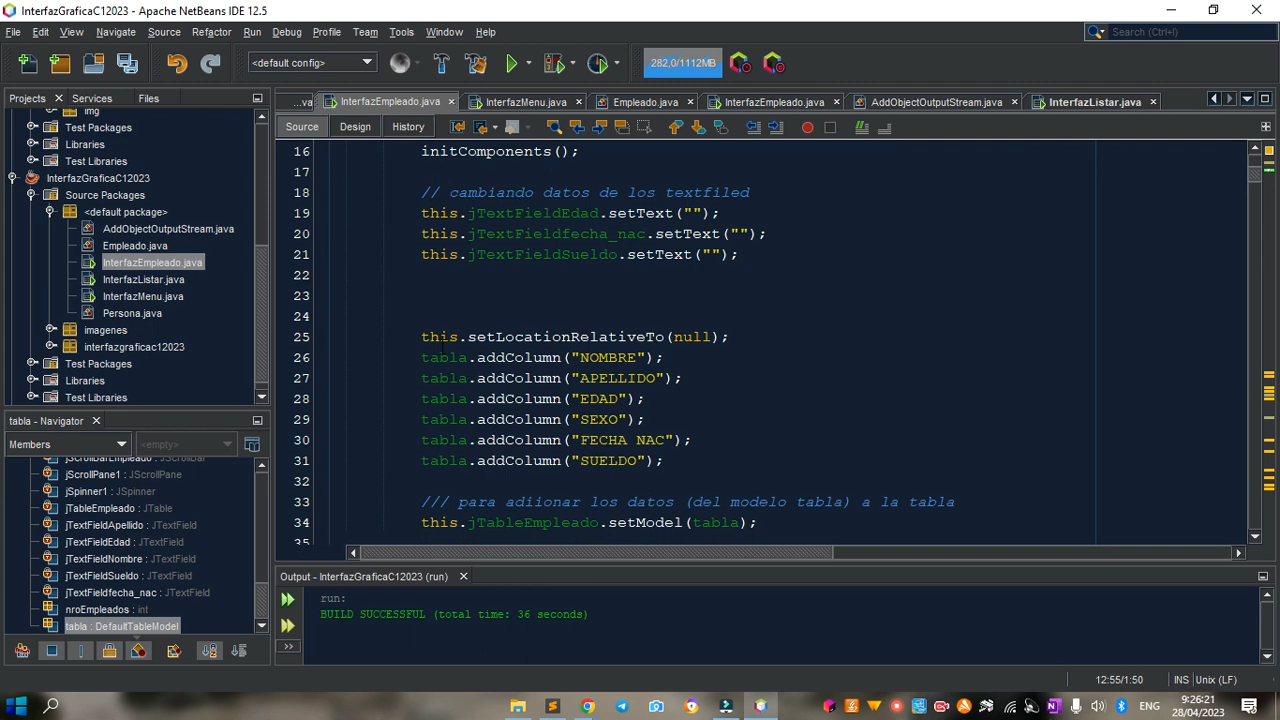 InterfazGraficaC12023 - Apache NetBeans IDE 12.5
File Edit View Navigate Source Refactor Run Debug Profile Team Tools Window Help
Search (Ctrl+I)
<default config>
282,0/1112MB
Projects Services Files
img
Test Packages
Libraries
Test Libraries
InterfazGraficaC12023
Source Packages
<default package>
AddObjectOutputStream.java
Empleado.java
InterfazEmpleado.java
InterfazListar.java
InterfazMenu.java
Persona.java
imagenes
interfazgraficac12023
Test Packages
Libraries
Test Libraries
tabla - Navigator
Members
<empty>
jScrollBarEmpleado : JScrollBar
jScrollPane1 : JScrollPane
jSpinner1 : JSpinner
jTableEmpleado : JTable
jTextFieldApellido : JTextField
jTextFieldEdad : JTextField
jTextFieldNombre : JTextField
jTextFieldSueldo : JTextField
jTextFieldfecha_nac : JTextField
nroEmpleados : int
tabla : DefaultTableModel
...va InterfazEmpleado.java InterfazMenu.java Empleado.java InterfazEmpleado.java AddObjectOutputStream.java InterfazListar.java
Source Design History
16 initComponents();
17
18 // cambiando datos de los textfiled
19 this.jTextFieldEdad.setText("");
20 this.jTextFieldfecha_nac.setText("");
21 this.jTextFieldSueldo.setText("");
22
23
24
25 this.setLocationRelativeTo(null);
26 tabla.addColumn("NOMBRE");
27 tabla.addColumn("APELLIDO");
28 tabla.addColumn("EDAD");
29 tabla.addColumn("SEXO");
30 tabla.addColumn("FECHA NAC");
31 tabla.addColumn("SUELDO");
32
33 /// para adiionar los datos (del modelo tabla) a la tabla
34 this.jTableEmpleado.setModel(tabla);
35
Output - InterfazGraficaC12023 (run)
run:
BUILD SUCCESSFUL (total time: 36 seconds)
12:55/1:50 INS Unix (LF)
ENG
9:26:21
28/04/2023